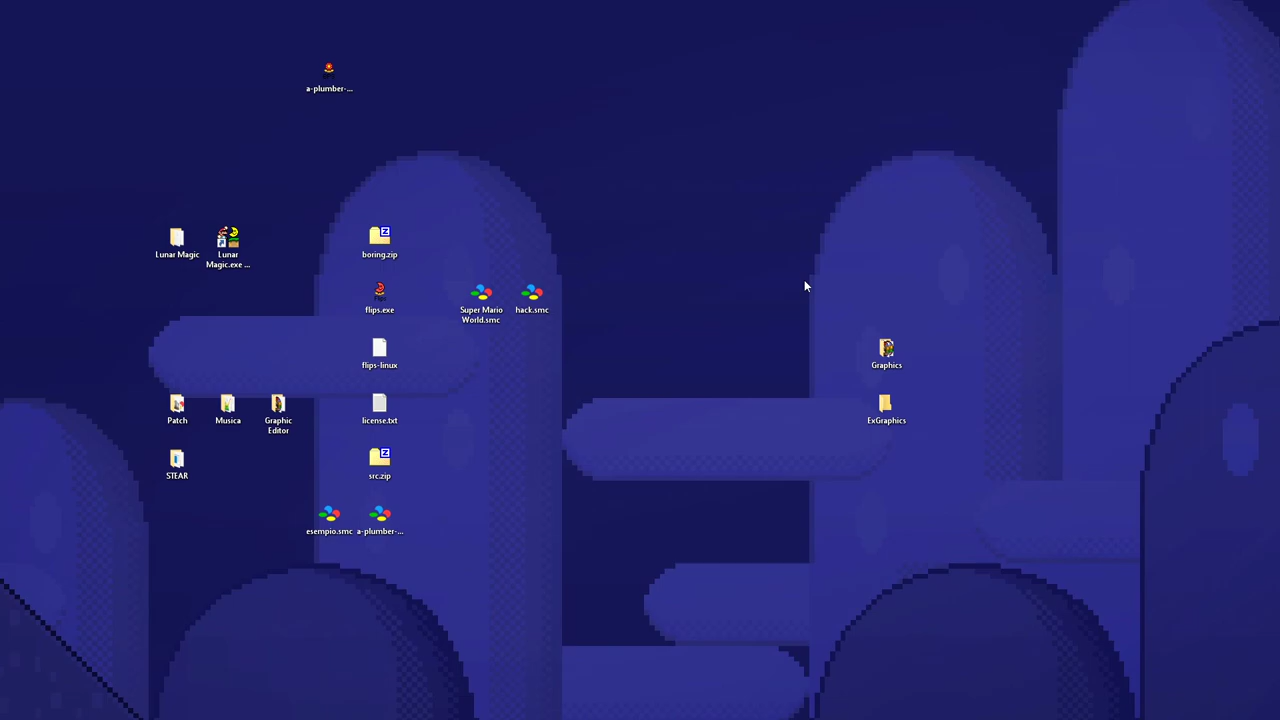 a-plumber-...
Lunar Magic
Lunar
Magic.exe ...
boring.zip
flips.exe
Super Mario
World.smc
hack.smc
flips-linux
Graphics
Patch
Musica
Graphic
Editor
license.txt
ExGraphics
STEAR
src.zip
esempio.smc
a-plumber-...